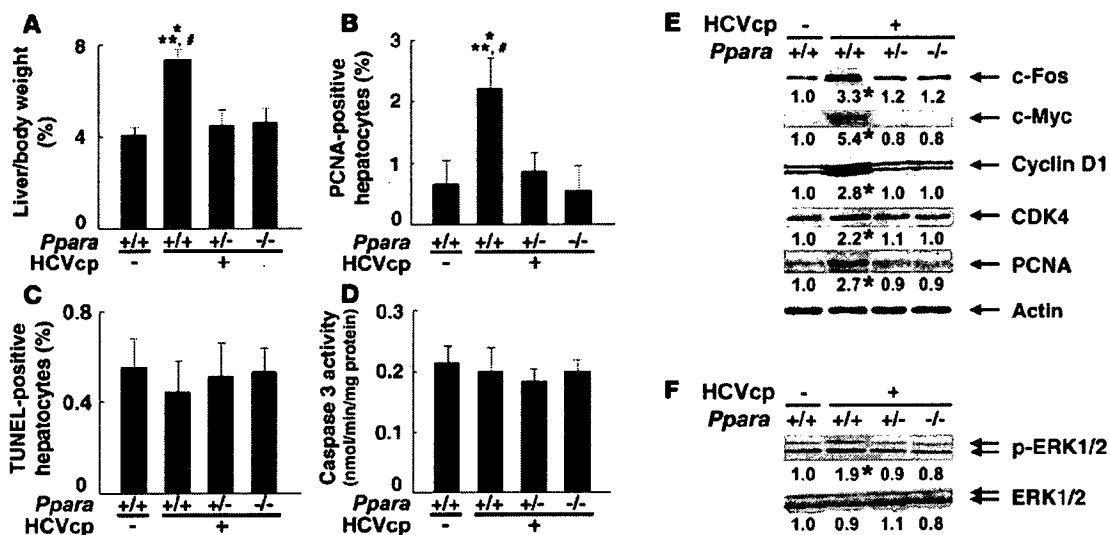 A
Liver/body weight (%)
8
4
0
*
**, #
Ppara +/+ +/+ +/- -/-
HCVcp - +
B
PCNA-positive hepatocytes (%)
3
2
1
0
*
**, #
Ppara +/+ +/+ +/- -/-
HCVcp - +
C
TUNEL-positive hepatocytes (%)
0.8
0.4
0
Ppara +/+ +/+ +/- -/-
HCVcp - +
D
Caspase 3 activity (nmol/min/mg protein)
0.3
0.2
0.1
0
Ppara +/+ +/+ +/- -/-
HCVcp - +
E
HCVcp - +
Ppara +/+ +/+ +/- -/-
c-Fos
1.0 3.3* 1.2 1.2
c-Myc
1.0 5.4* 0.8 0.8
Cyclin D1
1.0 2.8* 1.0 1.0
CDK4
1.0 2.2* 1.1 1.0
PCNA
1.0 2.7* 0.9 0.9
Actin
F
HCVcp - +
Ppara +/+ +/+ +/- -/-
p-ERK1/2
1.0 1.9* 0.9 0.8
ERK1/2
1.0 0.9 1.1 0.8